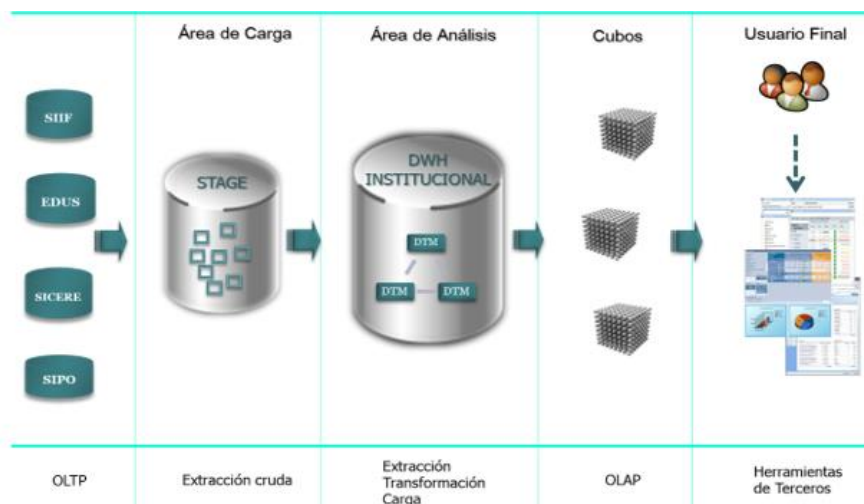 Área de Carga
Área de Análisis
Cubos
Usuario Final
SIIF
EDUS
SICERE
SIPO
STAGE
DWH
INSTITUCIONAL
DTM
DTM
DTM
OLTP
Extracción cruda
Extracción
Transformación
Carga
OLAP
Herramientas
de Terceros